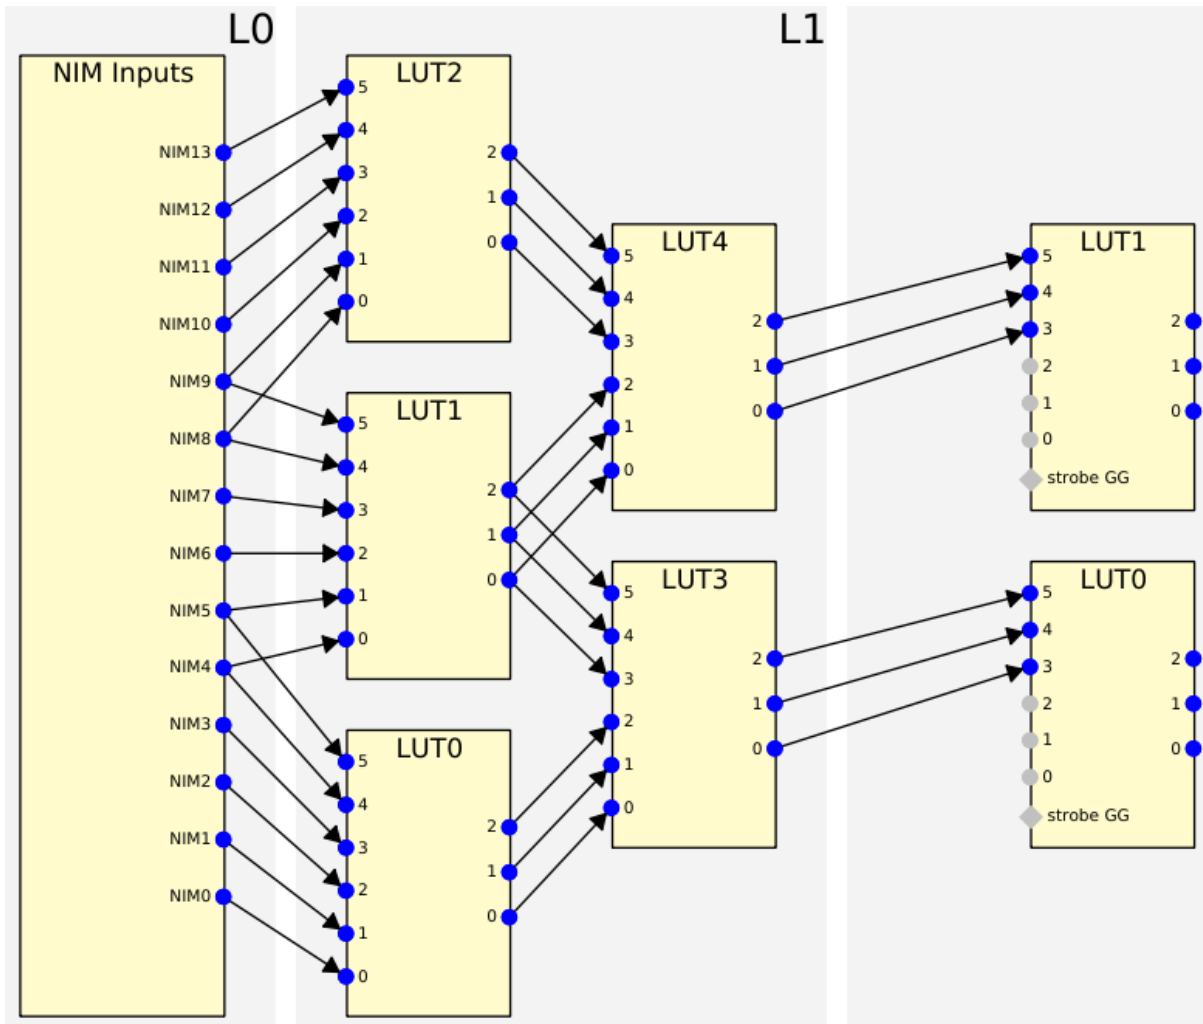 L0
L1
NIM Inputs
NIM13
NIM12
NIM11
NIM10
NIM9
NIM8
NIM7
NIM6
NIM5
NIM4
NIM3
NIM2
NIM1
NIM0
LUT2
5
4
3
2
1
0
2
1
0
LUT1
5
4
3
2
1
0
2
1
0
LUT0
5
4
3
2
1
0
2
1
0
LUT4
5
4
3
2
1
0
2
1
0
LUT3
5
4
3
2
1
0
2
1
0
LUT1
5
4
3
2
1
0
strobe GG
2
1
0
LUT0
5
4
3
2
1
0
strobe GG
2
1
0